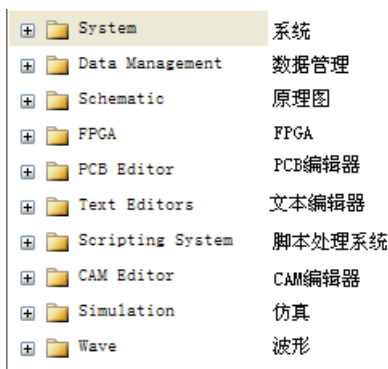 System 系统
Data Management 数据管理
Schematic 原理图
FPGA FPGA
PCB Editor PCB编辑器
Text Editors 文本编辑器
Scripting System 脚本处理系统
CAM Editor CAM编辑器
Simulation 仿真
Wave 波形